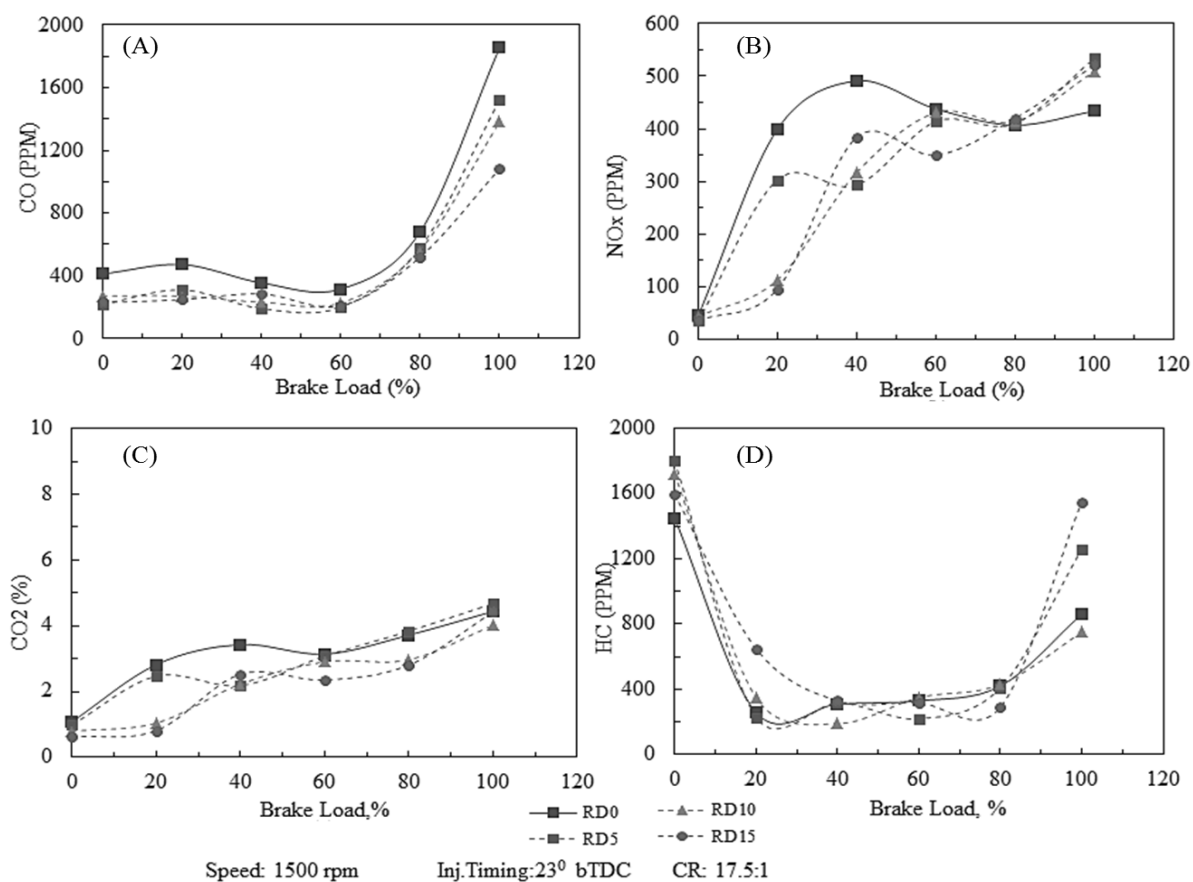 (A)
CO (PPM)
2000
1600
1200
800
400
0
0 20 40 60 80 100 120
Brake Load (%)
(B)
NOx (PPM)
600
500
400
300
200
100
0
0 20 40 60 80 100 120
Brake Load (%)
(C)
CO2 (%)
10
8
6
4
2
0
0 20 40 60 80 100 120
Brake Load,%
(D)
HC (PPM)
2000
1600
1200
800
400
0
0 20 40 60 80 100 120
Brake Load, %
RD0 RD10
RD5 RD15
Speed: 1500 rpm Inj.Timing:23⁰ bTDC CR: 17.5:1